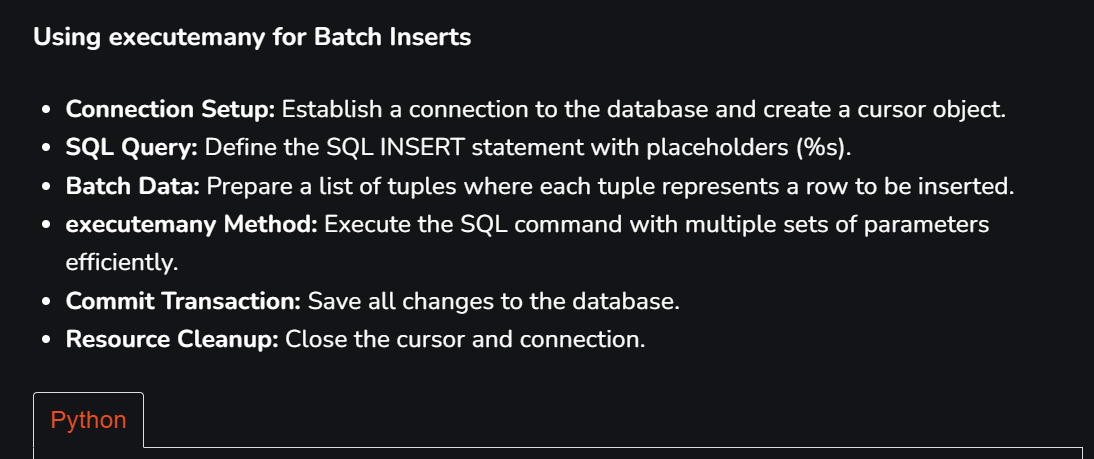 Using executemany for Batch Inserts
• Connection Setup: Establish a connection to the database and create a cursor object.
• SQL Query: Define the SQL INSERT statement with placeholders (%s).
• Batch Data: Prepare a list of tuples where each tuple represents a row to be inserted.
• executemany Method: Execute the SQL command with multiple sets of parameters
efficiently.
• Commit Transaction: Save all changes to the database.
• Resource Cleanup: Close the cursor and connection.
Python